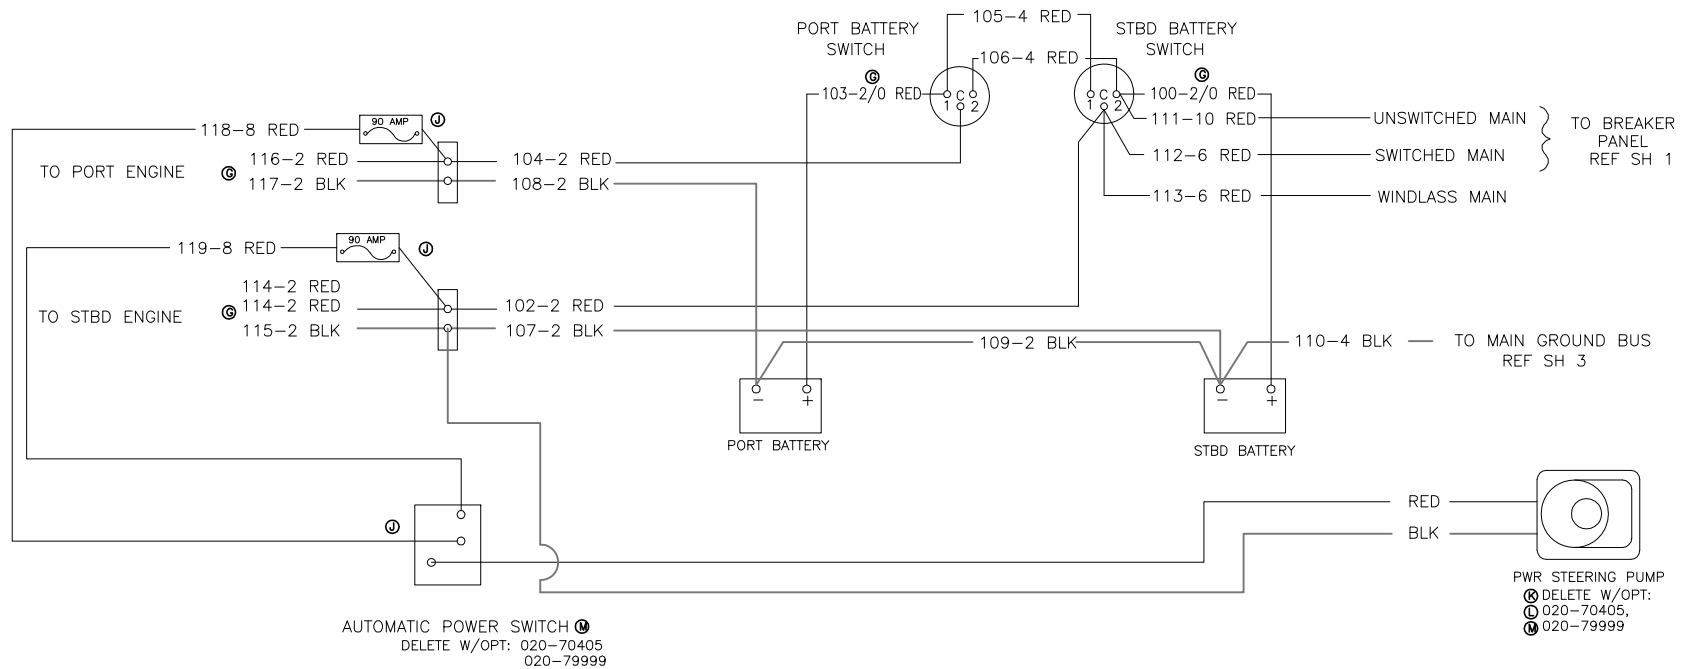 105-4 RED
PORT BATTERY
SWITCH
STBD BATTERY
SWITCH
106-4 RED
G
G
103-2/0 RED
1 C 2
1 C 2
100-2/0 RED
111-10 RED
UNSWITCHED MAIN
TO BREAKER
PANEL
REF SH 1
112-6 RED
SWITCHED MAIN
113-6 RED
WINDLASS MAIN
118-8 RED
90 AMP
J
TO PORT ENGINE
G
116-2 RED
117-2 BLK
104-2 RED
108-2 BLK
119-8 RED
90 AMP
J
TO STBD ENGINE
G
114-2 RED
114-2 RED
115-2 BLK
102-2 RED
107-2 BLK
109-2 BLK
110-4 BLK
TO MAIN GROUND BUS
REF SH 3
− +
PORT BATTERY
− +
STBD BATTERY
J
RED
BLK
AUTOMATIC POWER SWITCH M
DELETE W/OPT: 020-70405
020-79999
PWR STEERING PUMP
K DELETE W/OPT:
L 020-70405,
M 020-79999